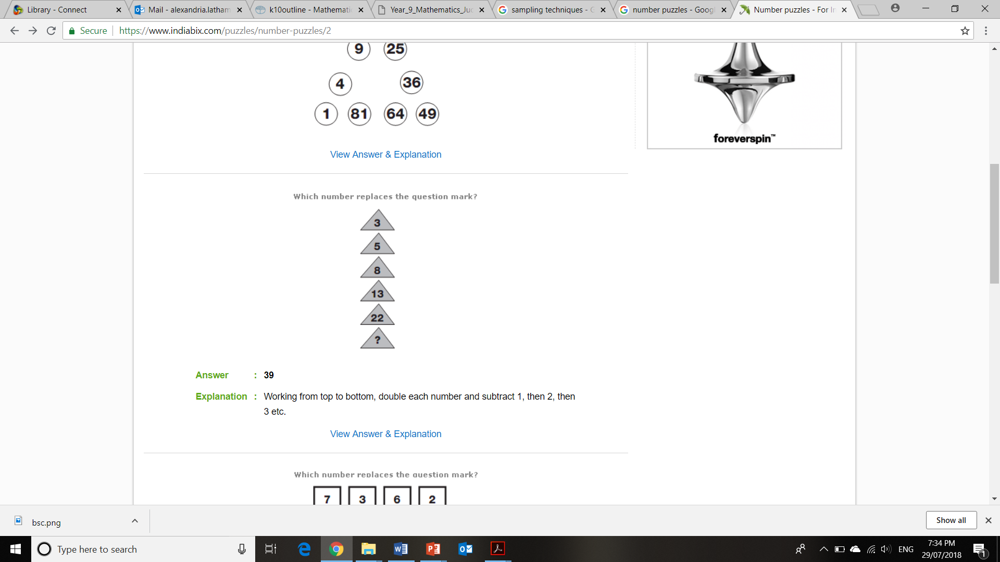 Library - Connect
Mail - alexandria.latham
k10outline - Mathemati
Year_9_Mathematics_Jud
sampling techniques - G
number puzzles - Googl
Number puzzles - For In
Secure
https://www.indiabix.com/puzzles/number-puzzles/2
9 25
4 36
1 81 64 49
foreverspin™
View Answer & Explanation
Which number replaces the question mark?
3
5
8
13
22
?
Answer : 39
Explanation : Working from top to bottom, double each number and subtract 1, then 2, then
3 etc.
View Answer & Explanation
Which number replaces the question mark?
7 3 6 2
bsc.png
Show all
Type here to search
ENG
7:34 PM
29/07/2018
1